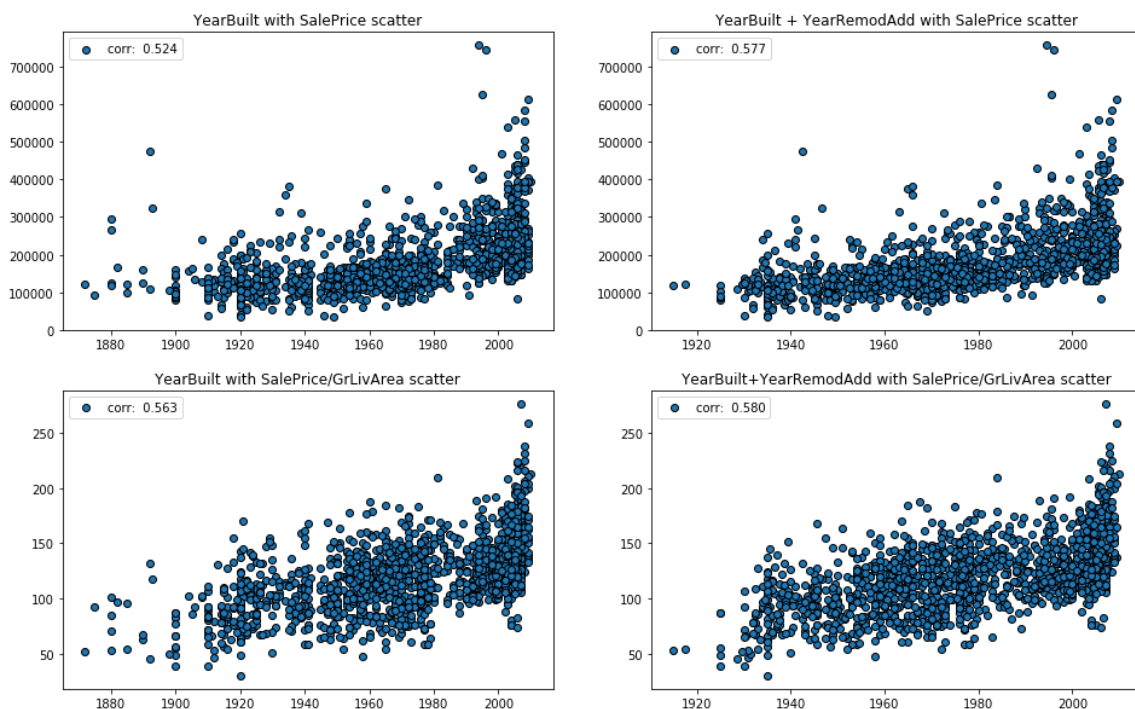 YearBuilt with SalePrice scatter
corr: 0.524
700000
600000
500000
400000
300000
200000
100000
0
1880 1900 1920 1940 1960 1980 2000
YearBuilt + YearRemodAdd with SalePrice scatter
corr: 0.577
700000
600000
500000
400000
300000
200000
100000
0
1920 1940 1960 1980 2000
YearBuilt with SalePrice/GrLivArea scatter
corr: 0.563
250
200
150
100
50
1880 1900 1920 1940 1960 1980 2000
YearBuilt+YearRemodAdd with SalePrice/GrLivArea scatter
corr: 0.580
250
200
150
100
50
1920 1940 1960 1980 2000